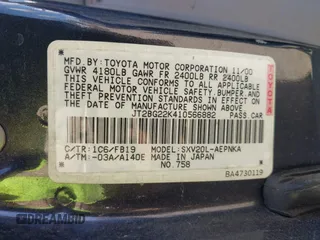 MFD. BY: TOYOTA MOTOR CORPORATION 11/00
GVWR 4180LB GAWR FR 2400LB RR 2400LB
THIS VEHICLE CONFORMS TO ALL APPLICABLE
FEDERAL MOTOR VEHICLE SAFETY, BUMPER, AND
THEFT PREVENTION STANDARDS IN EFFECT ON
THE DATE OF MANUFACTURE SHOWN ABOVE.
JT2BG22K410566882 PASS. CAR
TOYOTA
C/TR: 1C6/FB19 MODEL: SXV20L-AEPNKA
A/TM: -03A/A140E MADE IN JAPAN
NO. 758
BA4730119
DREAMBID